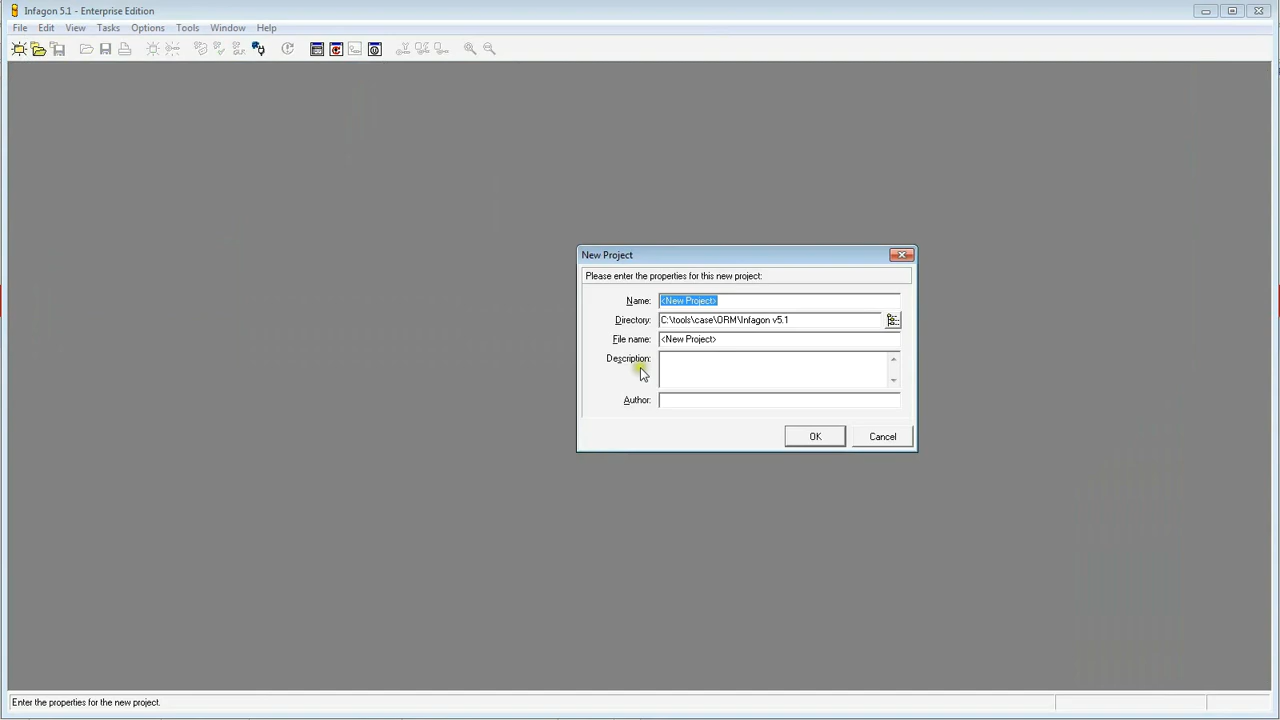 Infagon 5.1 - Enterprise Edition
File Edit View Tasks Options Tools Window Help
New Project
Please enter the properties for this new project:
Name: <New Project>
Directory: C:\tools\case\ORM\Infagon v5.1
File name: <New Project>
Description:
Author:
OK Cancel
Enter the properties for the new project.